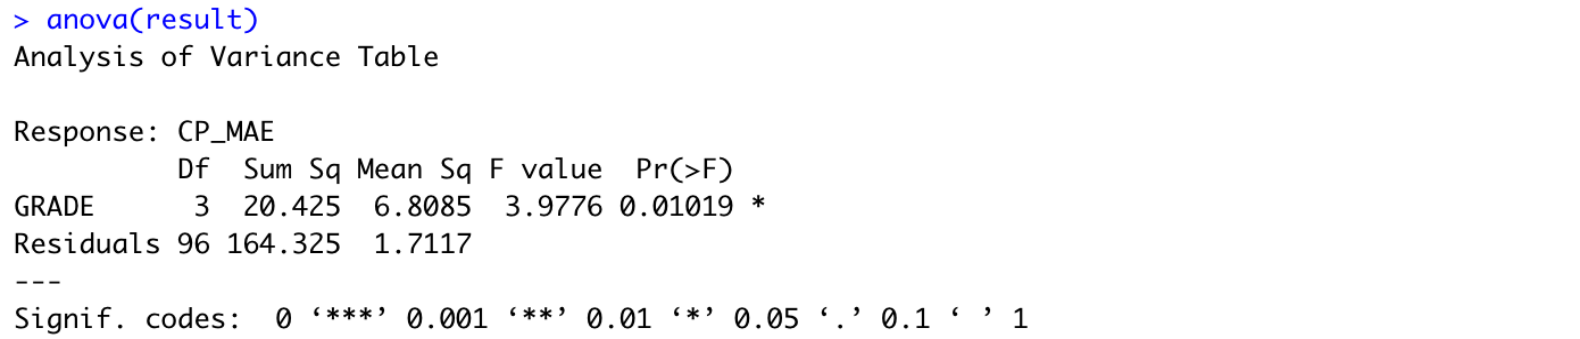 > anova(result)
Analysis of Variance Table
Response: CP_MAE
Df Sum Sq Mean Sq F value Pr(>F)
GRADE 3 20.425 6.8085 3.9776 0.01019 *
Residuals 96 164.325 1.7117
---
Signif. codes: 0 ‘***’ 0.001 ‘**’ 0.01 ‘*’ 0.05 ‘.’ 0.1 ‘ ’ 1